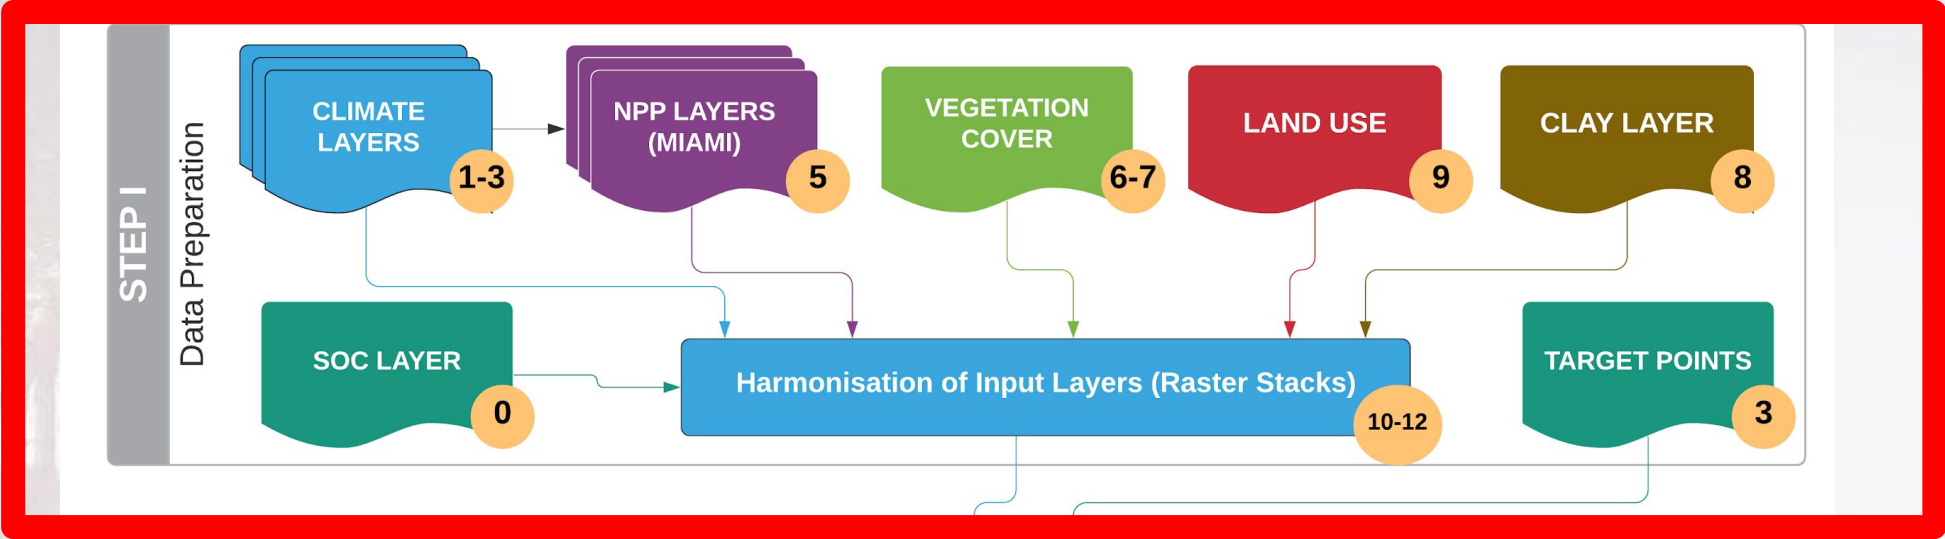 STEP I
Data Preparation
CLIMATE
LAYERS
1-3
NPP LAYERS
(MIAMI)
5
VEGETATION
COVER
6-7
LAND USE
9
CLAY LAYER
8
SOC LAYER
0
Harmonisation of Input Layers (Raster Stacks)
10-12
TARGET POINTS
3